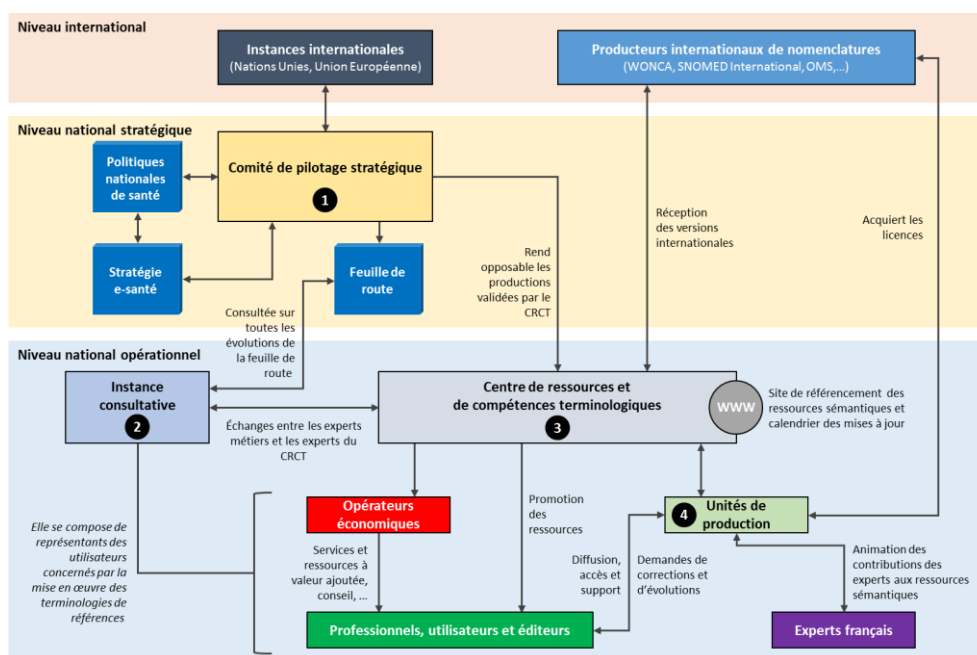 Niveau international
Instances internationales
(Nations Unies, Union Européenne)
Producteurs internationaux de nomenclatures
(WONCA, SNOMED International, OMS,...)
Niveau national stratégique
Politiques
nationales
de santé
Comité de pilotage stratégique
1
Stratégie
e-santé
Feuille de
route
Rend
opposable les
productions
validées par le
CRCT
Réception
des versions
internationales
Acquiert les
licences
Consultée sur
toutes les
évolutions de
la feuille de
route
Niveau national opérationnel
Instance
consultative
2
Échanges entre les experts
métiers et les experts du
CRCT
Centre de ressources et
de compétences terminologiques
3
WWW
Site de référencement des
ressources sémantiques et
calendrier des mises à jour
Elle se compose de
représentants des
utilisateurs
concernés par la
mise en œuvre des
terminologies de
références
Opérateurs
économiques
Promotion
des
ressources
4
Unités de
production
Services et
ressources à
valeur ajoutée,
conseil, ...
Diffusion,
accès et
support
Demandes de
corrections et
d'évolutions
Animation des
contributions des
experts aux ressources
sémantiques
Professionnels, utilisateurs et éditeurs
Experts français